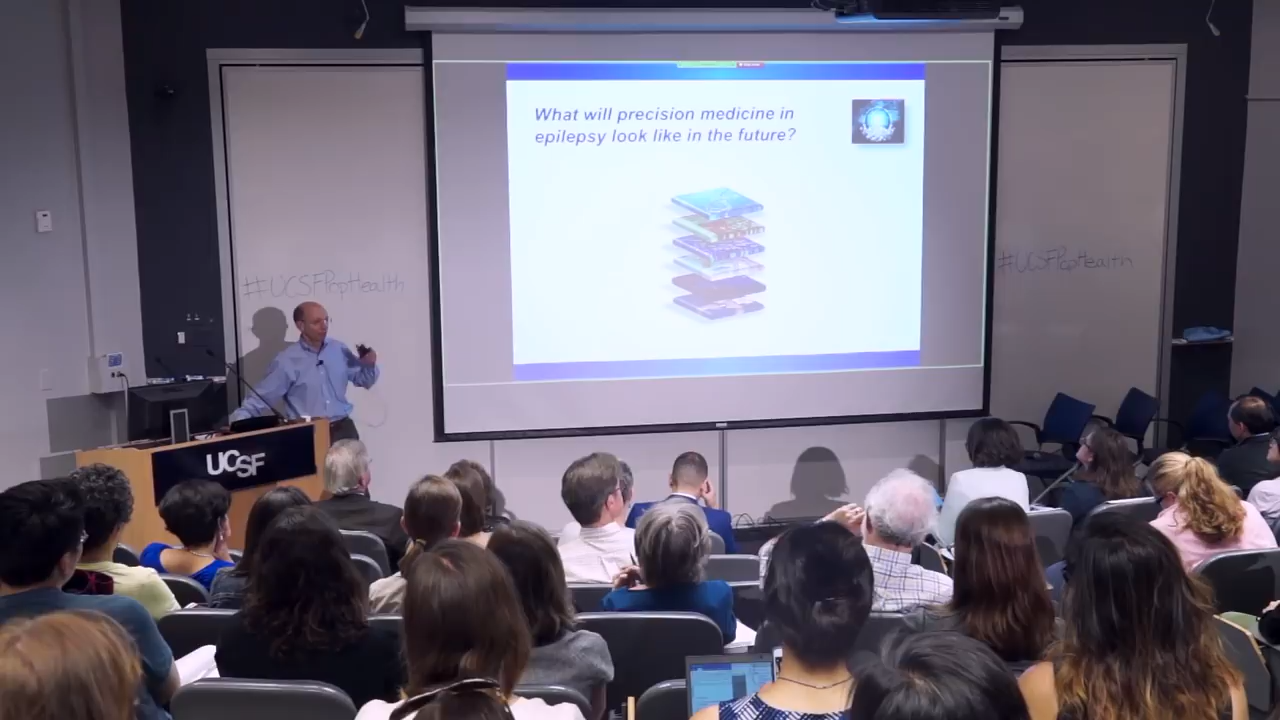 What will precision medicine in
epilepsy look like in the future?
#UCSFPopHealth
#UCSFPopHealth
UCSF